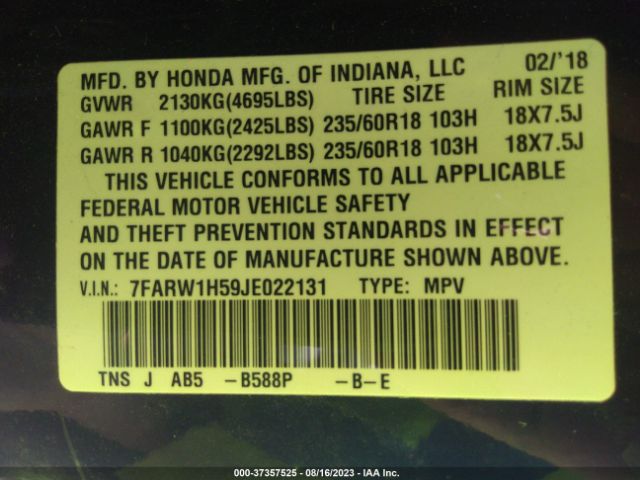 MFD. BY HONDA MFG. OF INDIANA, LLC 02/'18
GVWR 2130KG(4695LBS) TIRE SIZE RIM SIZE
GAWR F 1100KG(2425LBS) 235/60R18 103H 18X7.5J
GAWR R 1040KG(2292LBS) 235/60R18 103H 18X7.5J
THIS VEHICLE CONFORMS TO ALL APPLICABLE
FEDERAL MOTOR VEHICLE SAFETY
AND THEFT PREVENTION STANDARDS IN EFFECT
ON THE DATE OF MANUFACTURE SHOWN ABOVE.
V.I.N.: 7FARW1H59JE022131 TYPE: MPV
TNS J AB5 -B588P -B-E
000-37357525 - 08/16/2023 - IAA Inc.